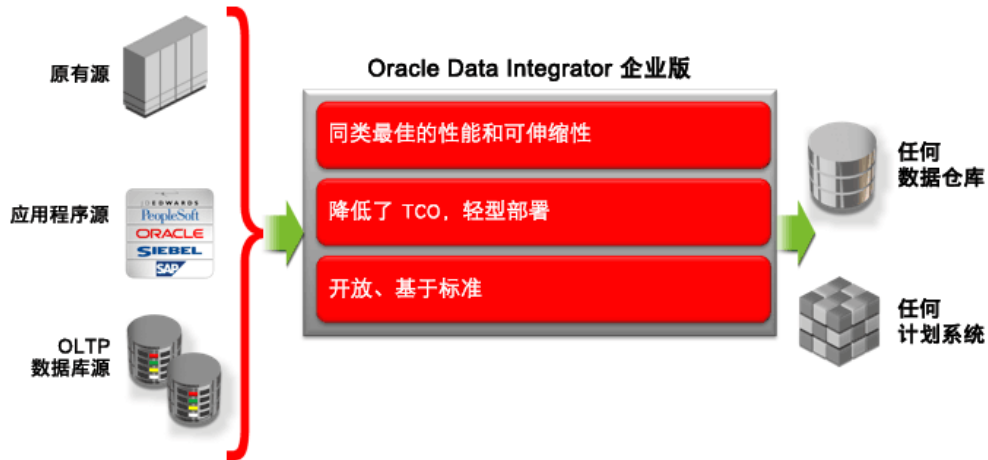 原有源
应用程序源
JDEDWARDS
PeopleSoft
ORACLE
SIEBEL
SAP
OLTP
数据库源
Oracle Data Integrator 企业版
同类最佳的性能和可伸缩性
降低了 TCO，轻型部署
开放、基于标准
任何
数据仓库
任何
计划系统